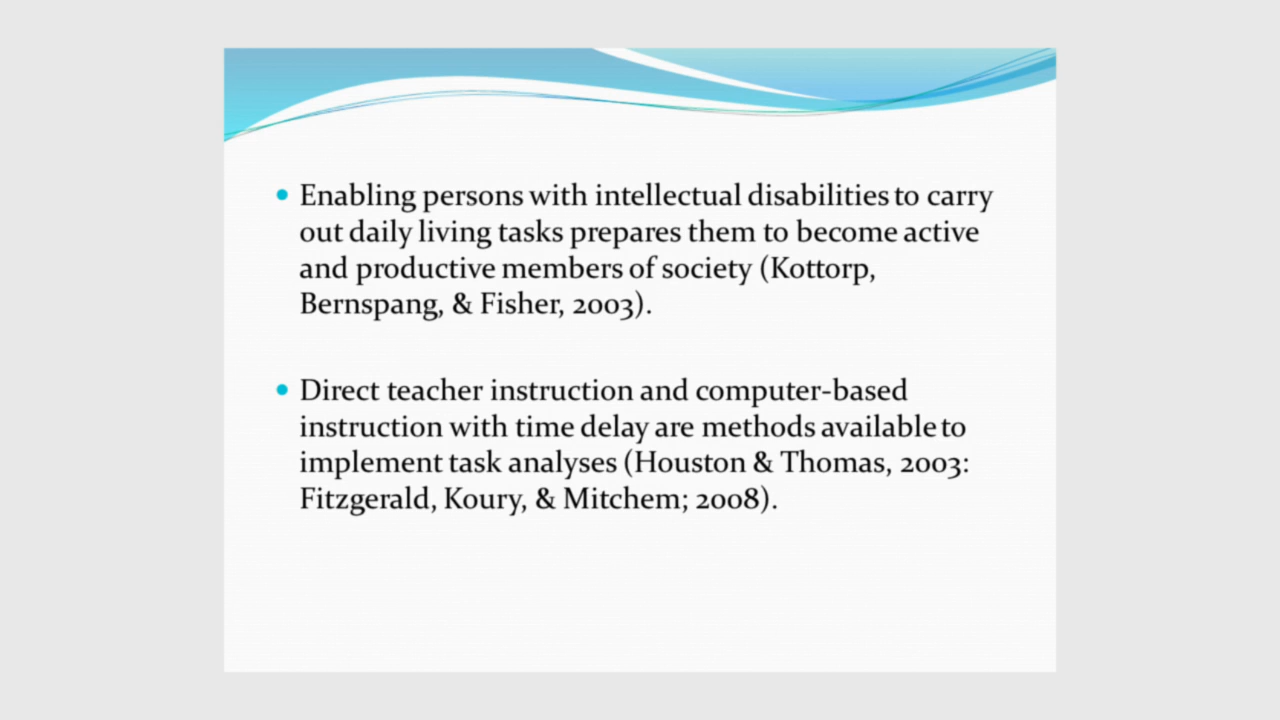 • Enabling persons with intellectual disabilities to carry
out daily living tasks prepares them to become active
and productive members of society (Kottorp,
Bernspang, & Fisher, 2003).
• Direct teacher instruction and computer-based
instruction with time delay are methods available to
implement task analyses (Houston & Thomas, 2003:
Fitzgerald, Koury, & Mitchem; 2008).